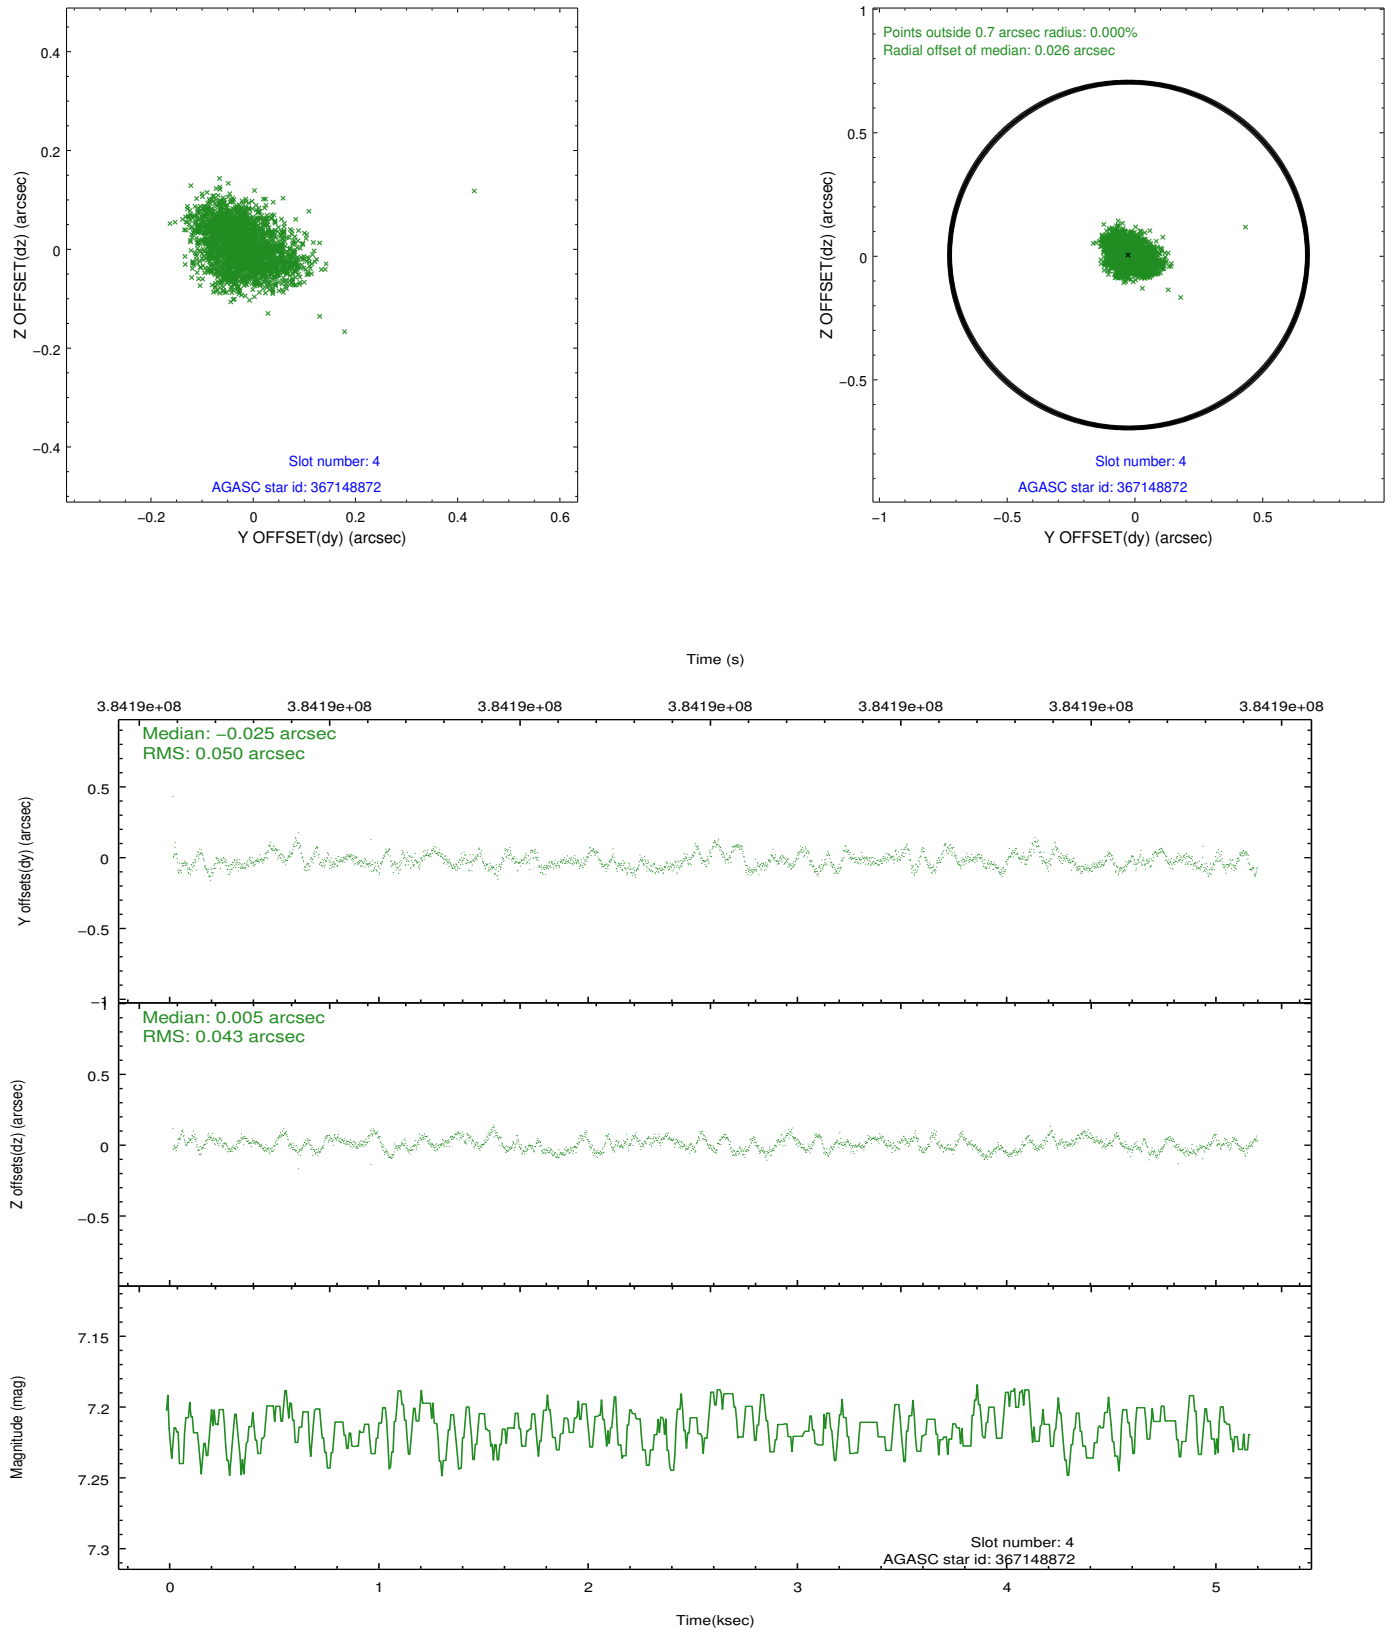 0.4
0.2
0
−0.2
−0.4
Z OFFSET(dz) (arcsec)
Slot number: 4
AGASC star id: 367148872
−0.2 0 0.2 0.4 0.6
Y OFFSET(dy) (arcsec)
1
0.5
0
−0.5
Z OFFSET(dz) (arcsec)
Points outside 0.7 arcsec radius: 0.000%
Radial offset of median: 0.026 arcsec
Slot number: 4
AGASC star id: 367148872
−1 −0.5 0 0.5
Y OFFSET(dy) (arcsec)
Time (s)
3.8419e+08 3.8419e+08 3.8419e+08 3.8419e+08 3.8419e+08 3.8419e+08 3.8419e+08
Median: −0.025 arcsec
RMS: 0.050 arcsec
0.5
0
−0.5
−1
Y offsets(dy) (arcsec)
1
Median: 0.005 arcsec
RMS: 0.043 arcsec
0.5
0
−0.5
Z offsets(dz) (arcsec)
7.15
7.2
7.25
7.3
Magnitude (mag)
Slot number: 4
AGASC star id: 367148872
0 1 2 3 4 5
Time(ksec)